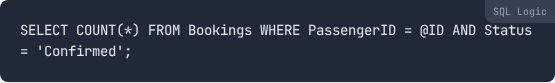 SQL Logic
SELECT COUNT(*) FROM Bookings WHERE PassengerID = @ID AND Status
= 'Confirmed';